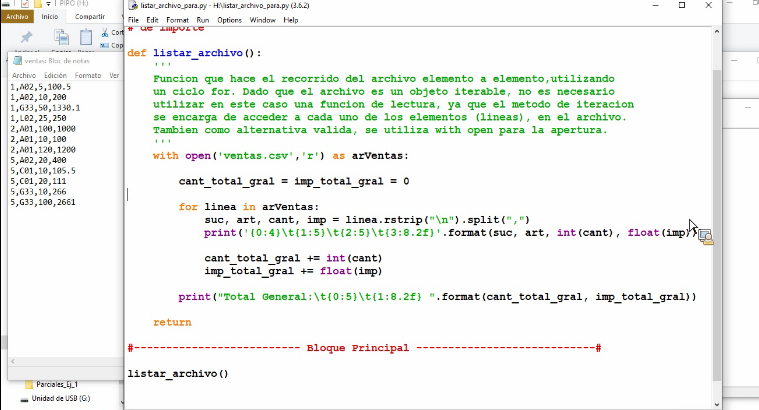 PIPO (H:)
Archivo Inicio Compartir
ventas: Bloc de notas
Archivo Edición Formato Ver
1,A02,5,100.5
1,A02,10,200
1,G33,50,1330.1
1,L02,25,250
2,A01,100,1000
2,A01,10,100
2,A01,120,1200
5,A02,20,400
5,C01,10,105.5
5,C01,20,111
5,G33,10,266
5,G33,100,2661
Parciales_Ej_1
Unidad de USB (G:)
listar_archivo_para.py - H:\listar_archivo_para.py (3.6.2)
File Edit Format Run Options Window Help
# de importe
def listar_archivo():
'''
Funcion que hace el recorrido del archivo elemento a elemento,utilizando
un ciclo for. Dado que el archivo es un objeto iterable, no es necesario
utilizar en este caso una funcion de lectura, ya que el metodo de iteracion
se encarga de acceder a cada uno de los elementos (lineas), en el archivo.
Tambien como alternativa valida, se utiliza with open para la apertura.
'''
with open('ventas.csv','r') as arVentas:
cant_total_gral = imp_total_gral = 0
for linea in arVentas:
suc, art, cant, imp = linea.rstrip("\n").split(",")
print('{0:4}\t{1:5}\t{2:5}\t{3:8.2f}'.format(suc, art, int(cant), float(imp))
cant_total_gral += int(cant)
imp_total_gral += float(imp)
print("Total General:\t{0:5}\t{1:8.2f} ".format(cant_total_gral, imp_total_gral))
return
#-------------------------- Bloque Principal ----------------------------#
listar_archivo()